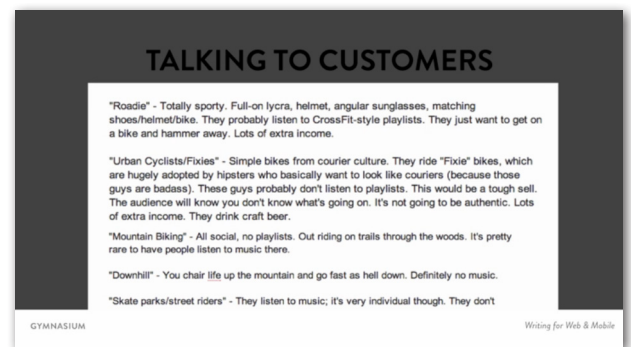 TALKING TO CUSTOMERS
"Roadie" - Totally sporty. Full-on lycra, helmet, angular sunglasses, matching
shoes/helmet/bike. They probably listen to CrossFit-style playlists. They just want to get on
a bike and hammer away. Lots of extra income.
"Urban Cyclists/Fixies" - Simple bikes from courier culture. They ride "Fixie" bikes, which
are hugely adopted by hipsters who basically want to look like couriers (because those
guys are badass). These guys probably don't listen to playlists. This would be a tough sell.
The audience will know you don't know what's going on. It's not going to be authentic. Lots
of extra income. They drink craft beer.
"Mountain Biking" - All social, no playlists. Out riding on trails through the woods. It's pretty
rare to have people listen to music there.
"Downhill" - You chair life up the mountain and go fast as hell down. Definitely no music.
"Skate parks/street riders" - They listen to music; it's very individual though. They don't
GYMNASIUM
Writing for Web & Mobile